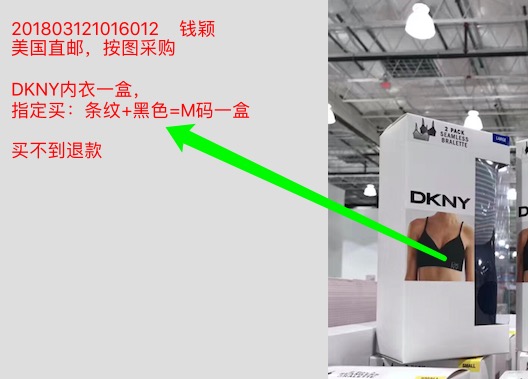 201803121016012 钱颖
美国直邮，按图采购
DKNY内衣一盒，
指定买：条纹+黑色=M码一盒
买不到退款
2 PACK
SEAMLESS
BRALETTE
LARGE
DKNY
SMALL